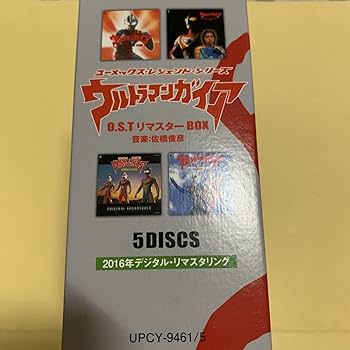 ユーメックス・レジェンド・シリーズ
ウルトラマンガイア
O.S.T リマスター BOX
音楽:佐橋俊彦
ORIGINAL SOUNDTRACK
5DISCS
2016年デジタル・リマスタリング
UPCY-9461/5